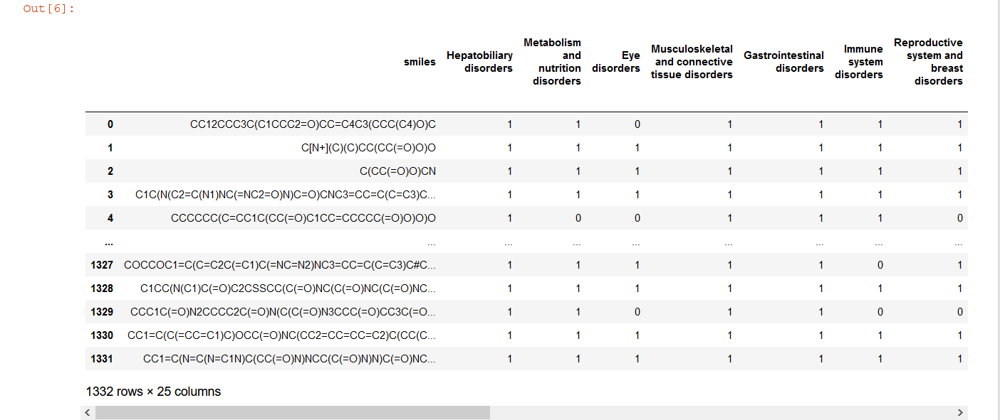 Out[6]:
smiles Hepatobiliary disorders Metabolism and nutrition disorders Eye disorders Musculoskeletal and connective tissue disorders Gastrointestinal disorders Immune system disorders Reproductive system and breast disorders
0 CC12CCC3C(C1CCC2=O)CC=C4C3(CCC(C4)O)C 1 1 0 1 1 1 1
1 C[N+](C)(C)CC(CC(=O)O)O 1 1 1 1 1 1 1
2 C(CC(=O)O)CN 1 1 1 1 1 1 1
3 C1C(N(C2=C(N1)NC(=NC2=O)N)C=O)CNC3=CC=C(C=C3)C... 1 1 1 1 1 1 1
4 CCCCCC(C=CC1C(CC(=O)C1CC=CCCCC(=O)O)O)O 1 0 0 1 1 1 0
... ... ... ... ... ... ... ... ...
1327 COCCOC1=C(C=C2C(=C1)C(=NC=N2)NC3=CC=C(C=C3)C#C... 1 1 1 1 1 0 1
1328 C1CC(N(C1)C(=O)C2CSSCC(C(=O)NC(C(=O)NC(C(=O)NC... 1 1 1 1 1 1 1
1329 CCC1C(=O)N2CCCC2C(=O)N(C(C(=O)N3CCC(=O)CC3C(=O... 1 1 0 1 1 0 0
1330 CC1=C(C(=CC=C1)C)OCC(=O)NC(CC2=CC=CC=C2)C(CC(C... 1 1 1 1 1 1 1
1331 CC1=C(N=C(N=C1N)C(CC(=O)N)NCC(C(=O)N)N)C(=O)NC... 1 1 1 1 1 1 1
1332 rows × 25 columns